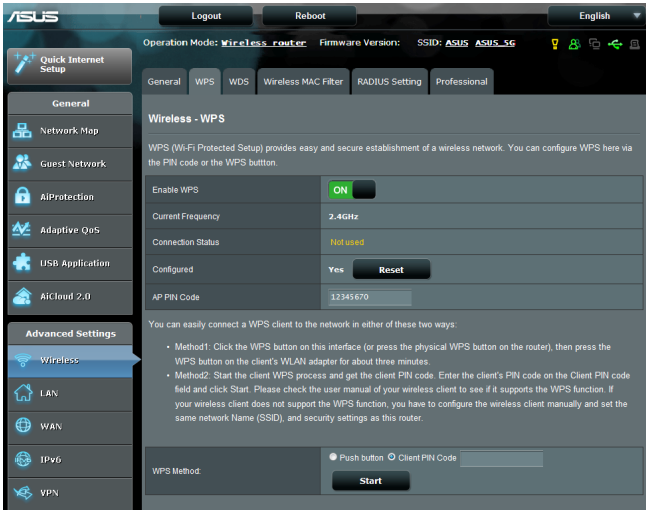 ASUS
Logout
Reboot
English
Operation Mode: Wireless router Firmware Version: SSID: ASUS ASUS_5G
Quick Internet
Setup
General WPS WDS Wireless MAC Filter RADIUS Setting Professional
General
Network Map
Guest Network
AiProtection
Adaptive QoS
USB Application
AiCloud 2.0
Advanced Settings
Wireless
LAN
WAN
IPv6
VPN
Wireless - WPS
WPS (Wi-Fi Protected Setup) provides easy and secure establishment of a wireless network. You can configure WPS here via
the PIN code or the WPS buttton.
Enable WPS ON
Current Frequency 2.4GHz
Connection Status Not used
Configured Yes Reset
AP PIN Code 12345670
You can easily connect a WPS client to the network in either of these two ways:
• Method1: Click the WPS button on this interface (or press the physical WPS button on the router), then press the
WPS button on the client's WLAN adapter for about three minutes.
• Method2: Start the client WPS process and get the client PIN code. Enter the client's PIN code on the Client PIN code
field and click Start. Please check the user manual of your wireless client to see if it supports the WPS function. If
your wireless client does not support the WPS function, you have to configure the wireless client manually and set the
same network Name (SSID), and security settings as this router.
WPS Method: Push button Client PIN Code
Start